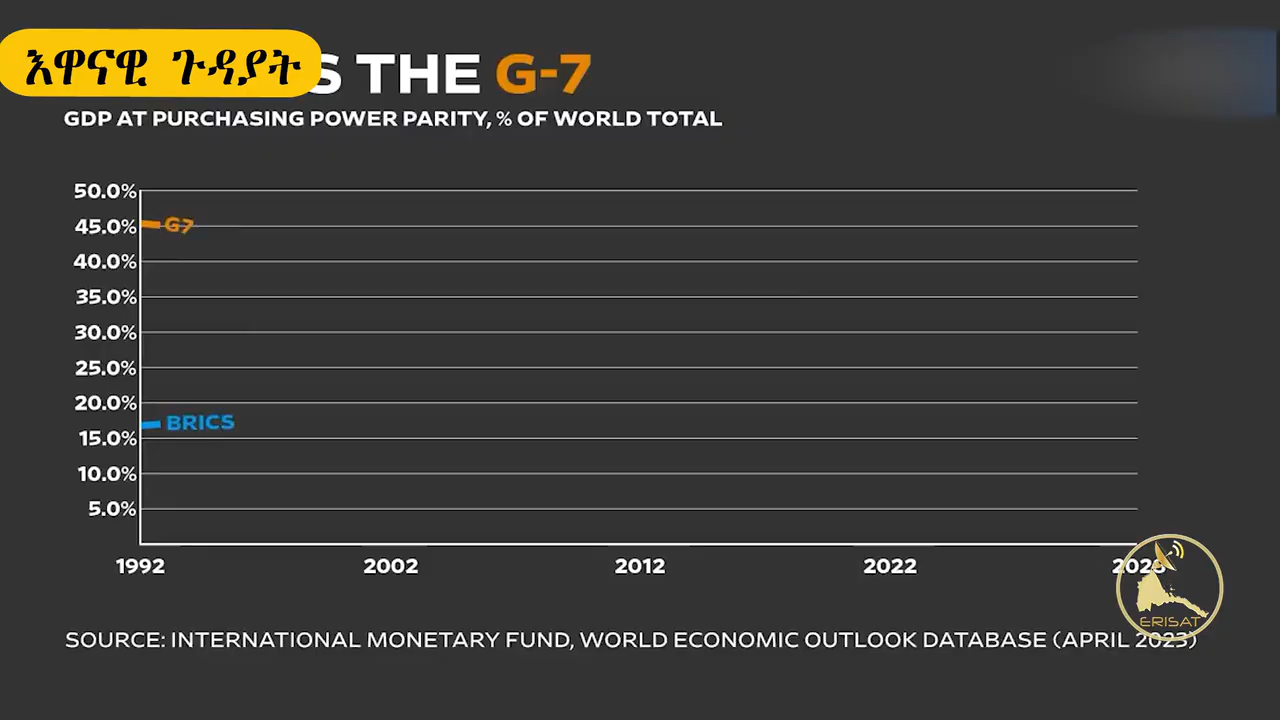 እዋናዊ ጉዳያት
S THE G-7
GDP AT PURCHASING POWER PARITY, % OF WORLD TOTAL
50.0%
45.0%
G7
40.0%
35.0%
30.0%
25.0%
20.0%
BRICS
15.0%
10.0%
5.0%
1992 2002 2012 2022
ERISAT
SOURCE: INTERNATIONAL MONETARY FUND, WORLD ECONOMIC OUTLOOK DATABASE (APRIL 2023)